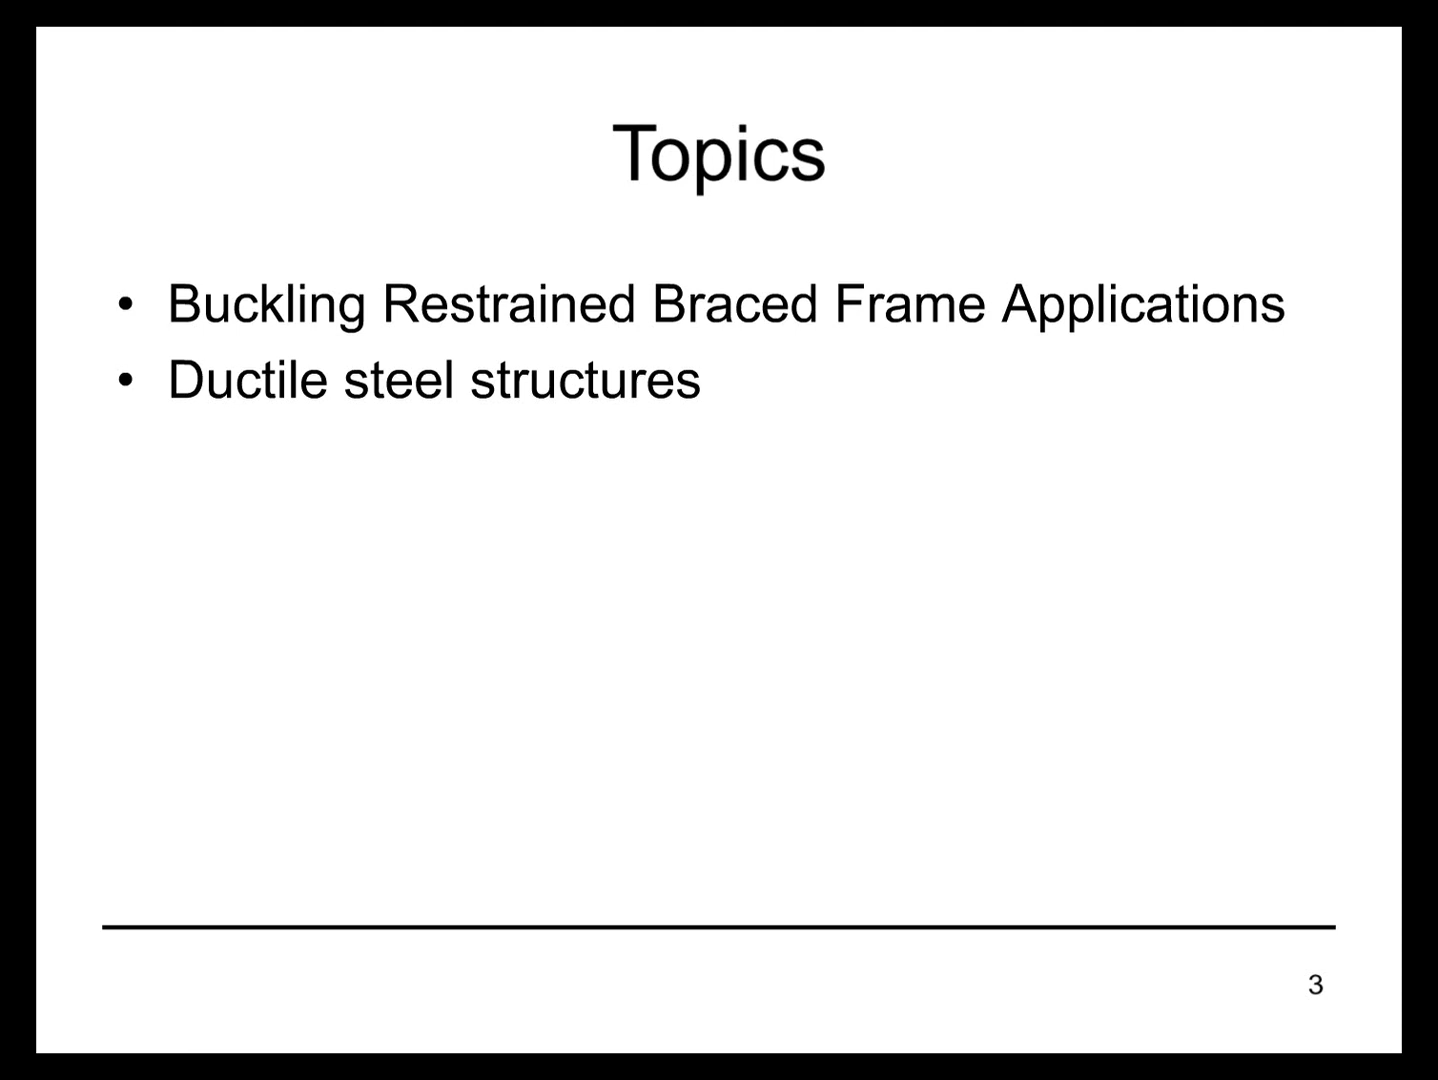 Topics
• Buckling Restrained Braced Frame Applications
• Ductile steel structures
3